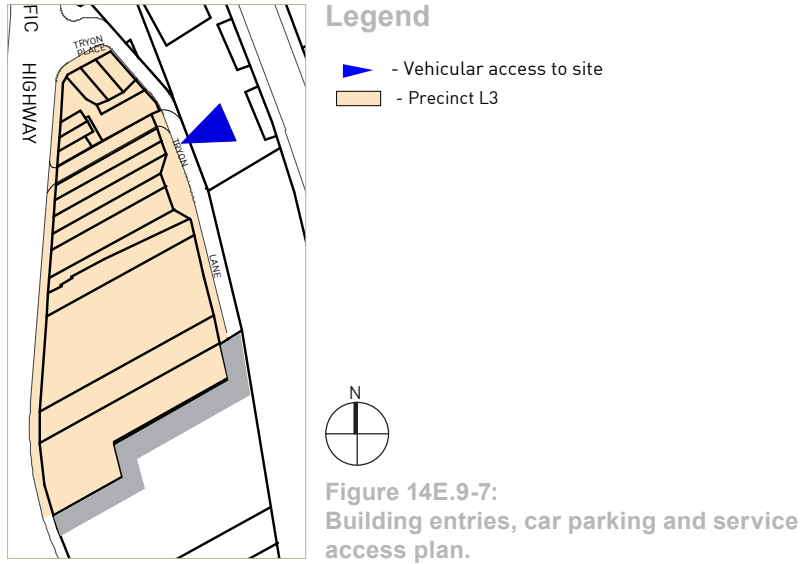 FIC HIGHWAY
TRYON
PLACE
TRYON
LANE
Legend
- Vehicular access to site
- Precinct L3
N
Figure 14E.9-7:
Building entries, car parking and service
access plan.